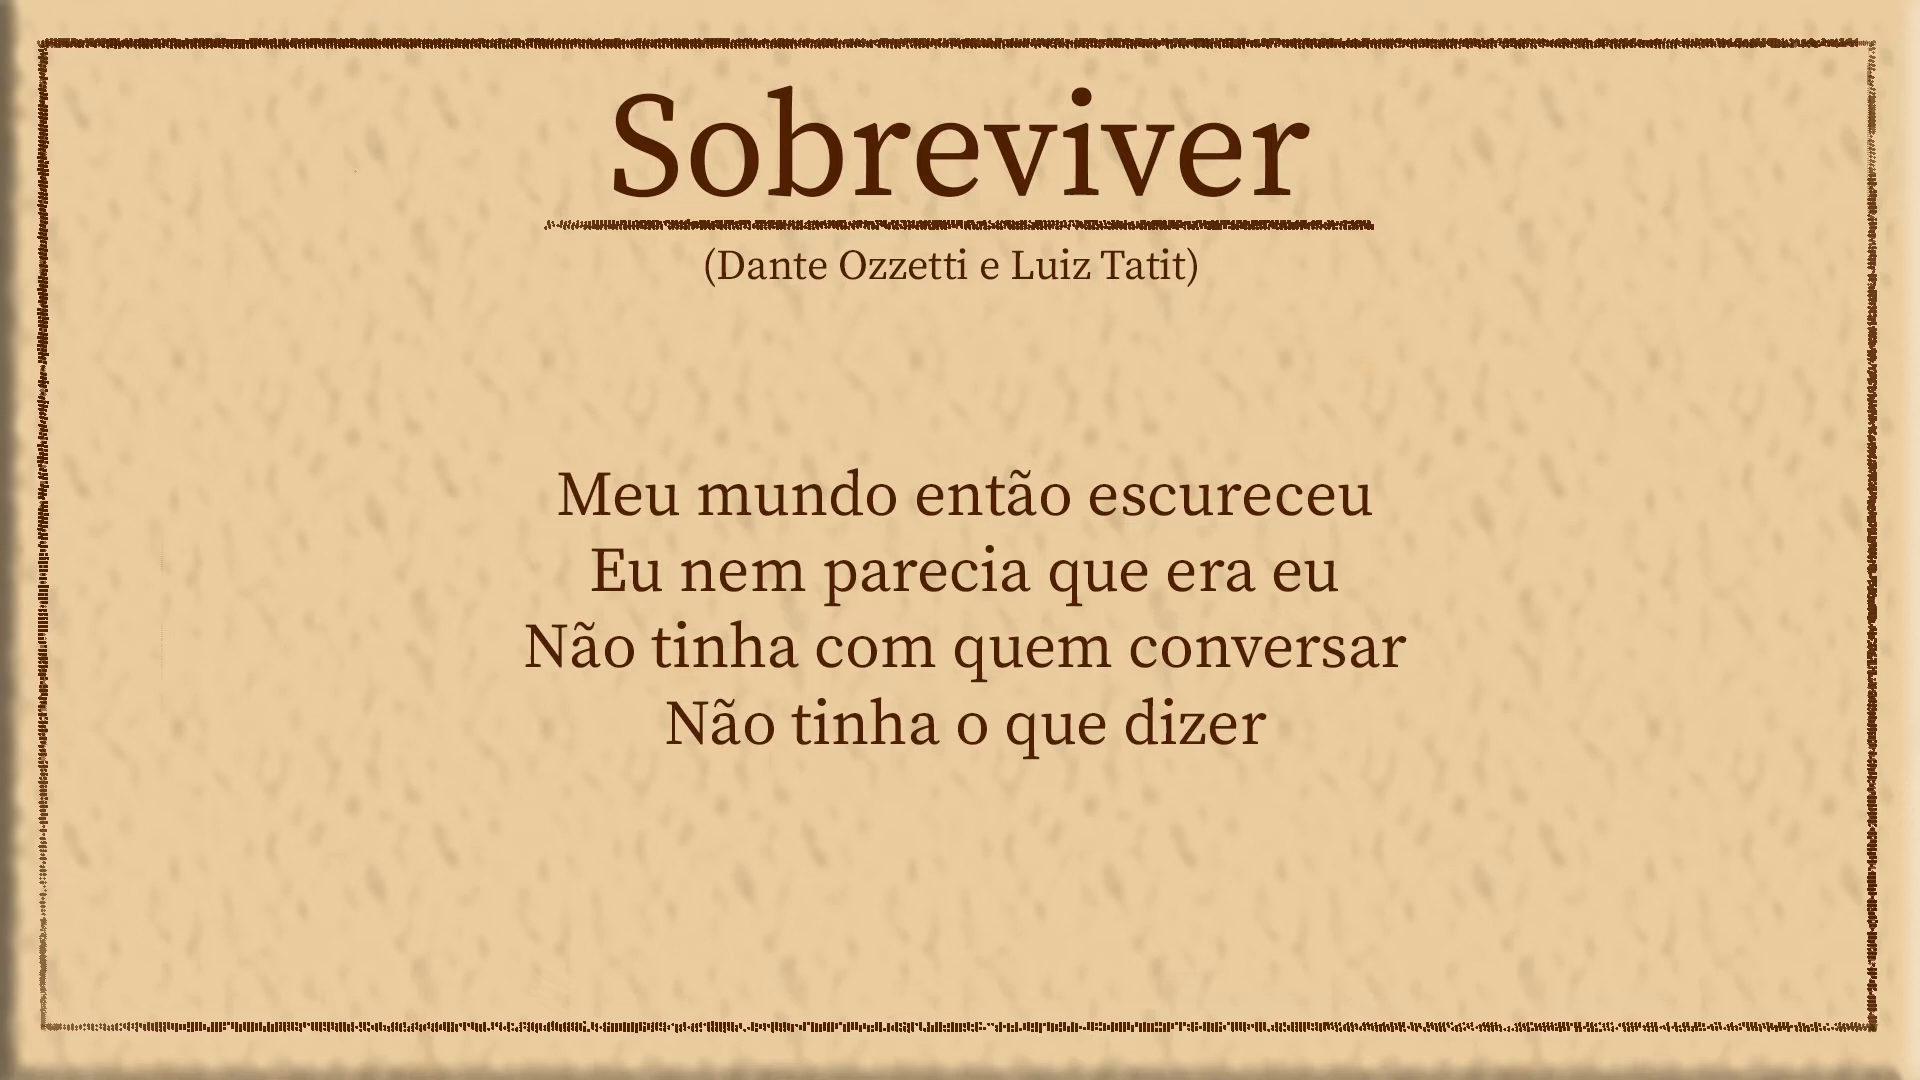 Sobreviver
(Dante Ozzetti e Luiz Tatit)
Meu mundo então escureceu
Eu nem parecia que era eu
Não tinha com quem conversar
Não tinha o que dizer